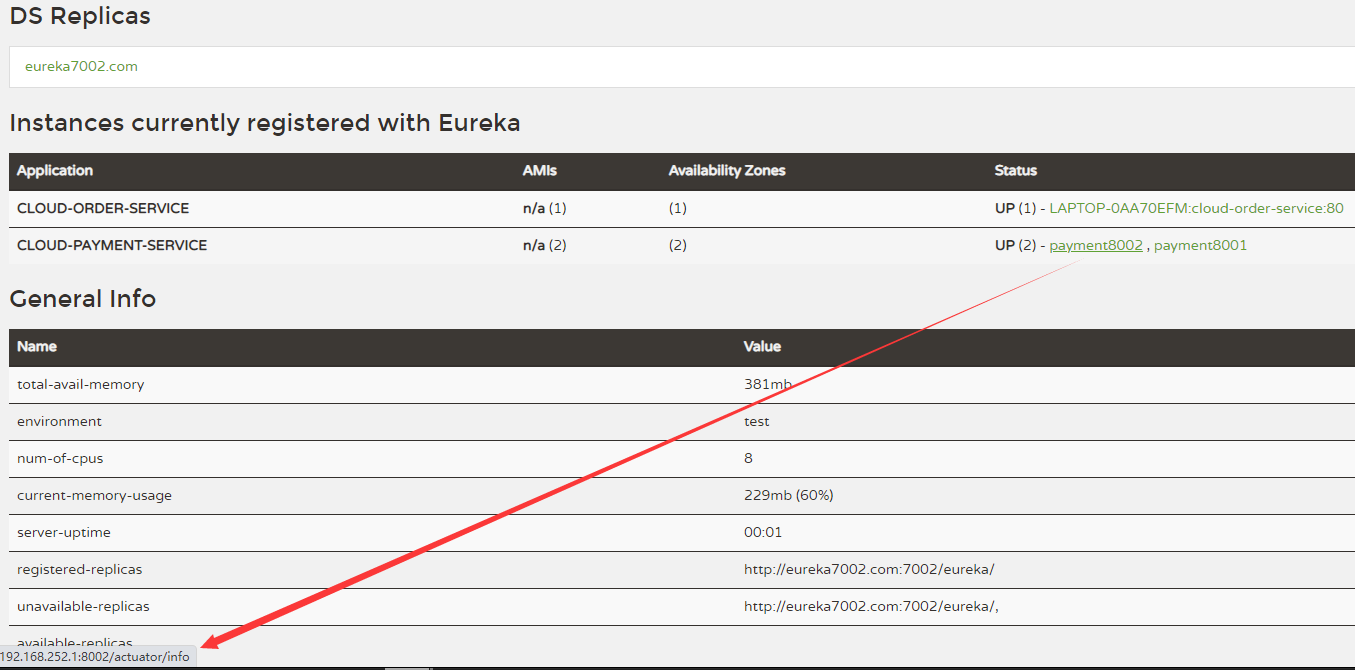 DS Replicas
eureka7002.com
Instances currently registered with Eureka
Application AMIs Availability Zones Status
CLOUD-ORDER-SERVICE n/a (1) (1) UP (1) - LAPTOP-0AA70EFM:cloud-order-service:80
CLOUD-PAYMENT-SERVICE n/a (2) (2) UP (2) - payment8002 , payment8001
General Info
Name Value
total-avail-memory 381mb
environment test
num-of-cpus 8
current-memory-usage 229mb (60%)
server-uptime 00:01
registered-replicas http://eureka7002.com:7002/eureka/
unavailable-replicas http://eureka7002.com:7002/eureka/,
available-replicas
192.168.252.1:8002/actuator/info